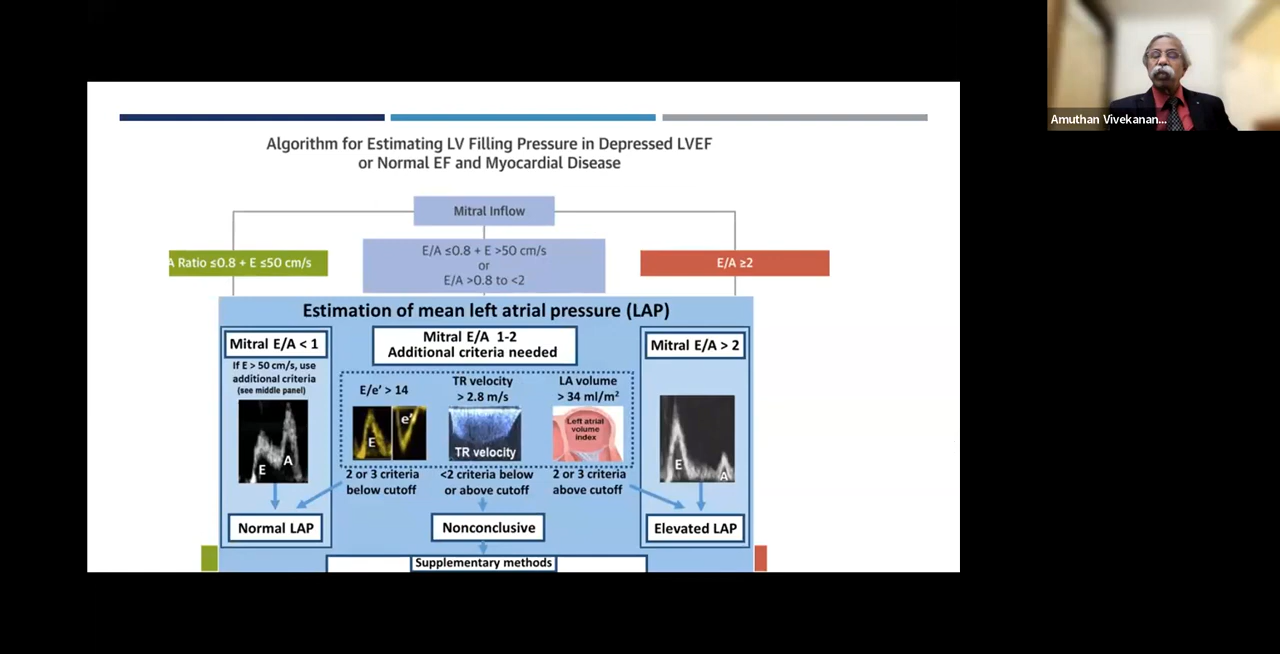 Amuthan Vivekanan...
Algorithm for Estimating LV Filling Pressure in Depressed LVEF
or Normal EF and Myocardial Disease
Mitral Inflow
A Ratio ≤0.8 + E ≤50 cm/s
E/A ≤0.8 + E >50 cm/s
or
E/A >0.8 to <2
E/A ≥2
Estimation of mean left atrial pressure (LAP)
Mitral E/A < 1
If E > 50 cm/s, use
additional criteria
(see middle panel)
E
A
Normal LAP
Mitral E/A 1-2
Additional criteria needed
E/e' > 14
E
e'
2 or 3 criteria
below cutoff
TR velocity
> 2.8 m/s
TR velocity
<2 criteria below
or above cutoff
LA volume
> 34 ml/m²
Left atrial
volume
index
2 or 3 criteria
above cutoff
Nonconclusive
Mitral E/A > 2
E
A
Elevated LAP
Supplementary methods